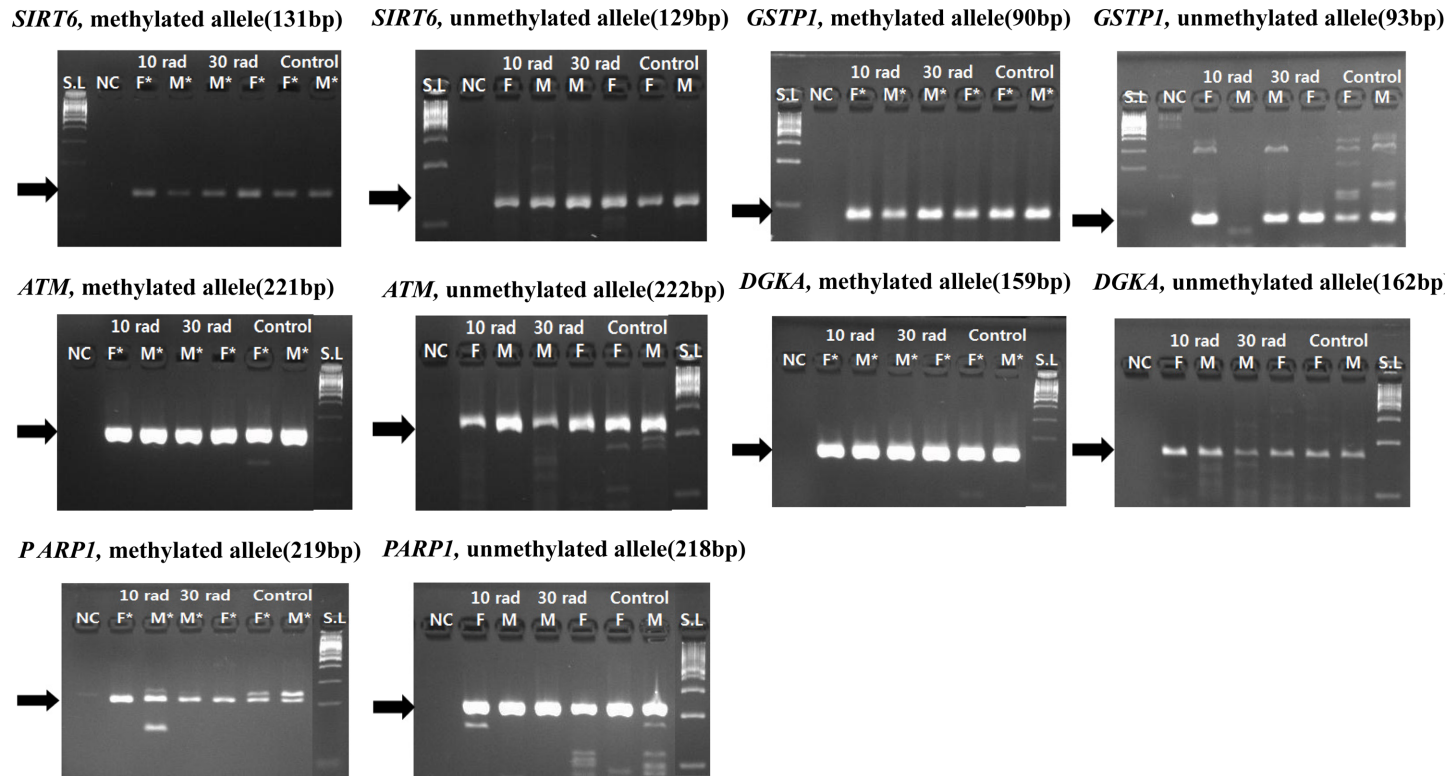 SIRT6, methylated allele(131bp)
10 rad 30 rad Control
S.L NC F* M* M* F* F* M*
SIRT6, unmethylated allele(129bp)
10 rad 30 rad Control
S.L NC F M M F F M
GSTP1, methylated allele(90bp)
10 rad 30 rad Control
S.L NC F* M* M* F* F* M*
GSTP1, unmethylated allele(93bp)
10 rad 30 rad Control
S.L NC F M M F F M
ATM, methylated allele(221bp)
10 rad 30 rad Control
NC F* M* M* F* F* M* S.L
ATM, unmethylated allele(222bp)
10 rad 30 rad Control
NC F M M F F M S.L
DGKA, methylated allele(159bp)
10 rad 30 rad Control
NC F* M* M* F* F* M* S.L
DGKA, unmethylated allele(162bp)
10 rad 30 rad Control
NC F M M F F M S.L
P ARP1, methylated allele(219bp)
10 rad 30 rad Control
NC F* M* M* F* F* M* S.L
PARP1, unmethylated allele(218bp)
10 rad 30 rad Control
NC F M M F F M S.L